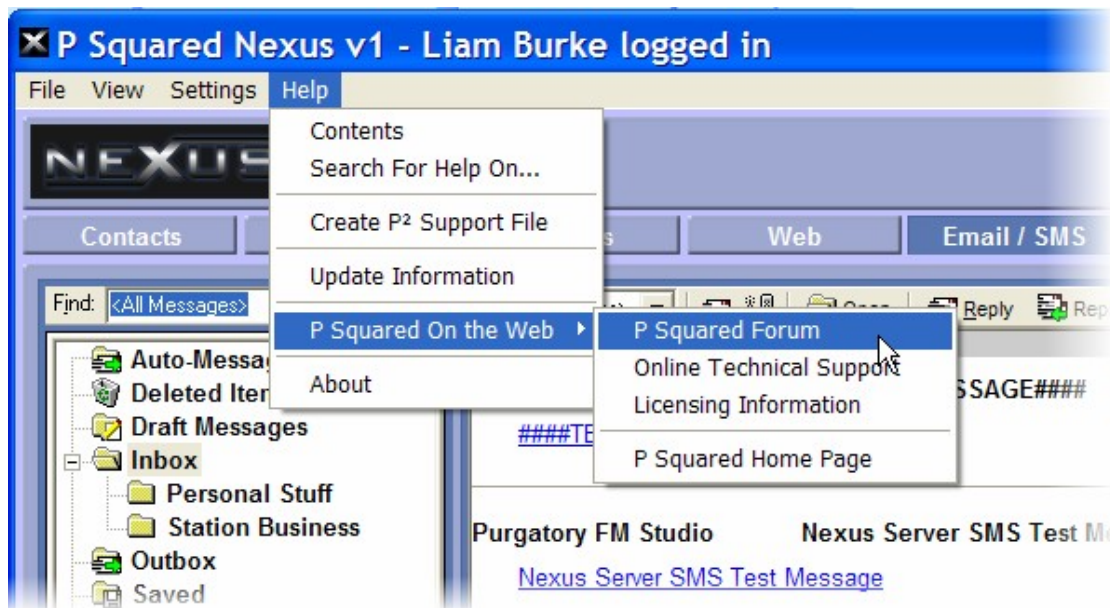 P Squared Nexus v1 - Liam Burke logged in
File View Settings Help
NEXUS
Contents
Search For Help On...
Create P² Support File
Update Information
P Squared On the Web
About
P Squared Forum
Online Technical Support
Licensing Information
P Squared Home Page
Contacts Web Email / SMS
Find: <All Messages> Reply
Auto-Messa
Deleted Iter
Draft Messages
Inbox
Personal Stuff
Station Business
Outbox
Saved
SSAGE####
####TE
Purgatory FM Studio Nexus Server SMS Test M
Nexus Server SMS Test Message